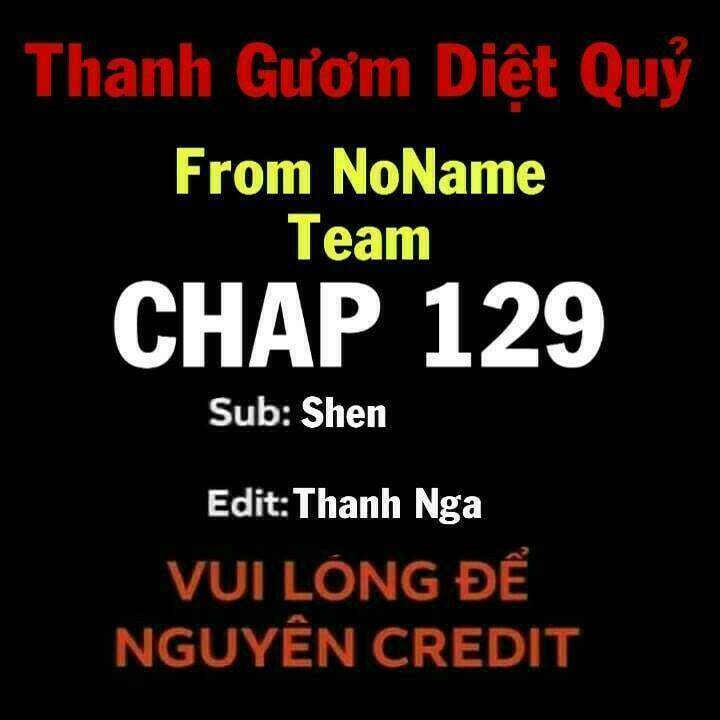 Thanh Gươm Diệt Quỷ
From NoName
Team
CHAP 129
Sub: Shen
Edit: Thanh Nga
VUI LÒNG ĐỂ
NGUYÊN CREDIT